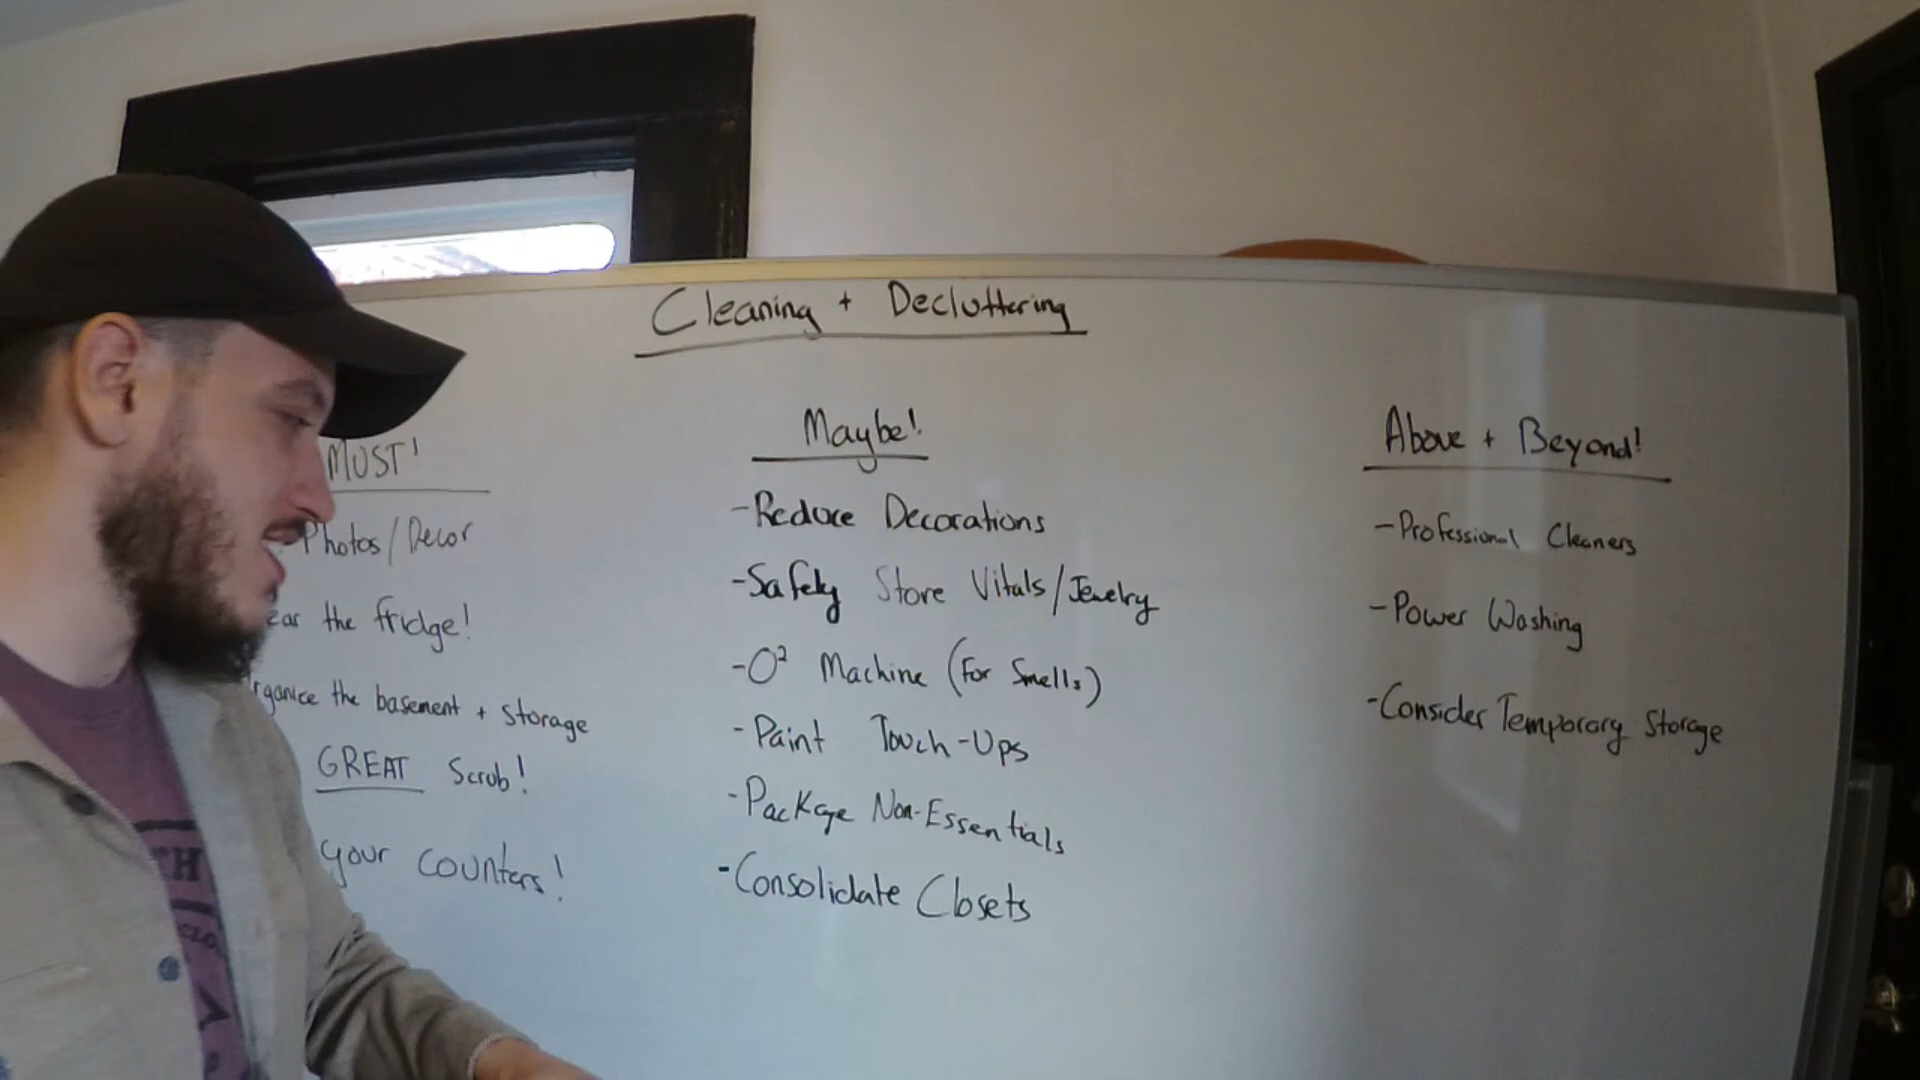 Cleaning + Decluttering
MUST!
Photos/Decor
the fridge!
the basement + storage
GREAT Scrub!
your counters!
Maybe!
-Reduce Decorations
-Safely Store Vitals/Jewelry
-O² Machine (For Smells)
-Paint Touch-Ups
-Package Non-Essentials
-Consolidate Closets
Above + Beyond!
-Professional Cleaners
-Power Washing
-Consider Temporary Storage